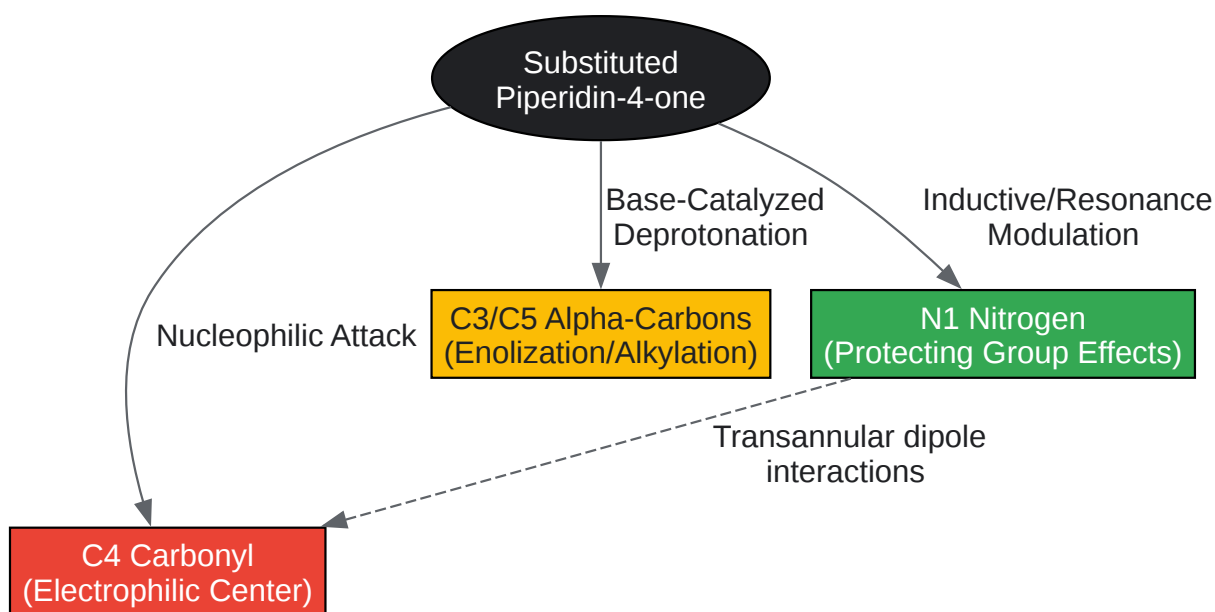 Substituted
Piperidin-4-one
Base-Catalyzed
Deprotonation
Inductive/Resonance
Modulation
Nucleophilic Attack
C3/C5 Alpha-Carbons
(Enolization/Alkylation)
N1 Nitrogen
(Protecting Group Effects)
Transannular dipole
interactions
C4 Carbonyl
(Electrophilic Center)